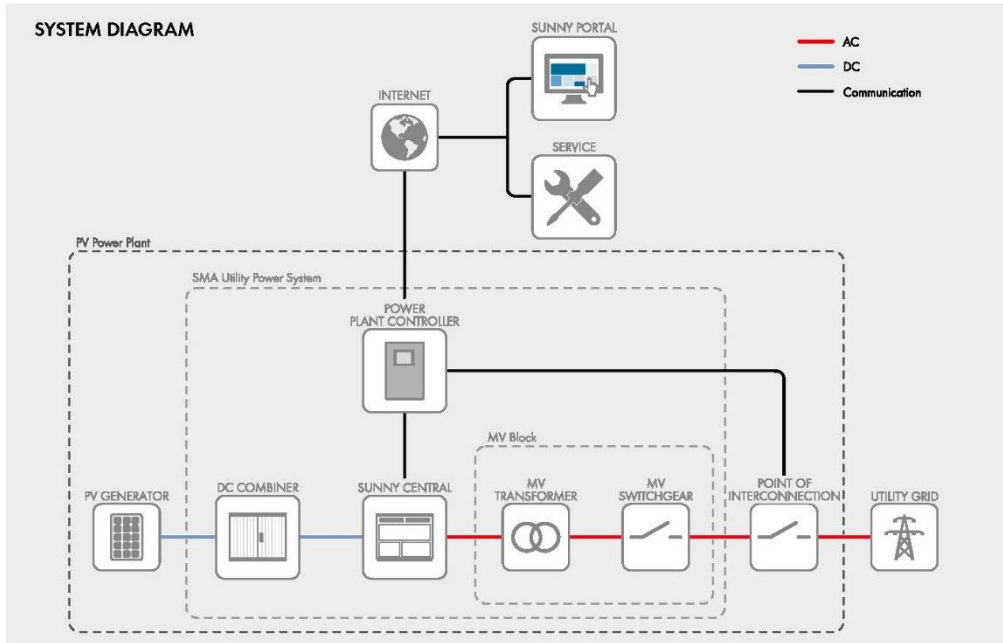 SYSTEM DIAGRAM
SUNNY PORTAL
AC
DC
Communication
INTERNET
SERVICE
PV Power Plant
SMA Utility Power System
POWER
PLANT CONTROLLER
MV Block
PV GENERATOR
DC COMBINER
SUNNY CENTRAL
MV
TRANSFORMER
MV
SWITCHGEAR
POINT OF
INTERCONNECTION
UTILITY GRID